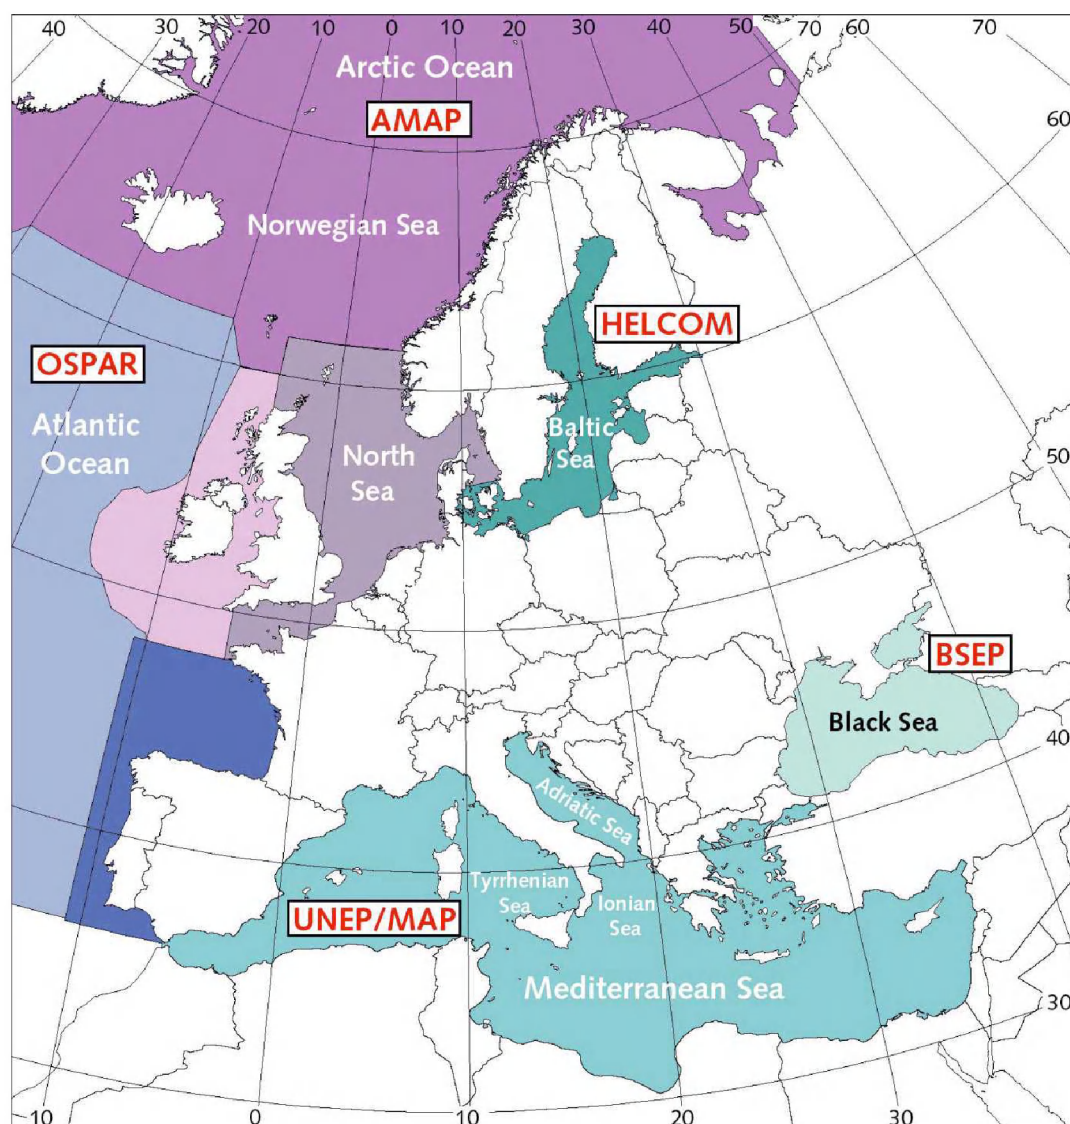 40 30 20 10 0 10 20 30 40 50 70 60 70
Arctic Ocean
AMAP
60
Norwegian Sea
HELCOM
OSPAR
Atlantic
Ocean
Baltic
Sea
North
Sea
50
BSEP
Black Sea
40
Adriatic Sea
Tyrrhenian
Sea
Ionian
Sea
UNEP/MAP
Mediterranean Sea
30
10 0 10 20 30